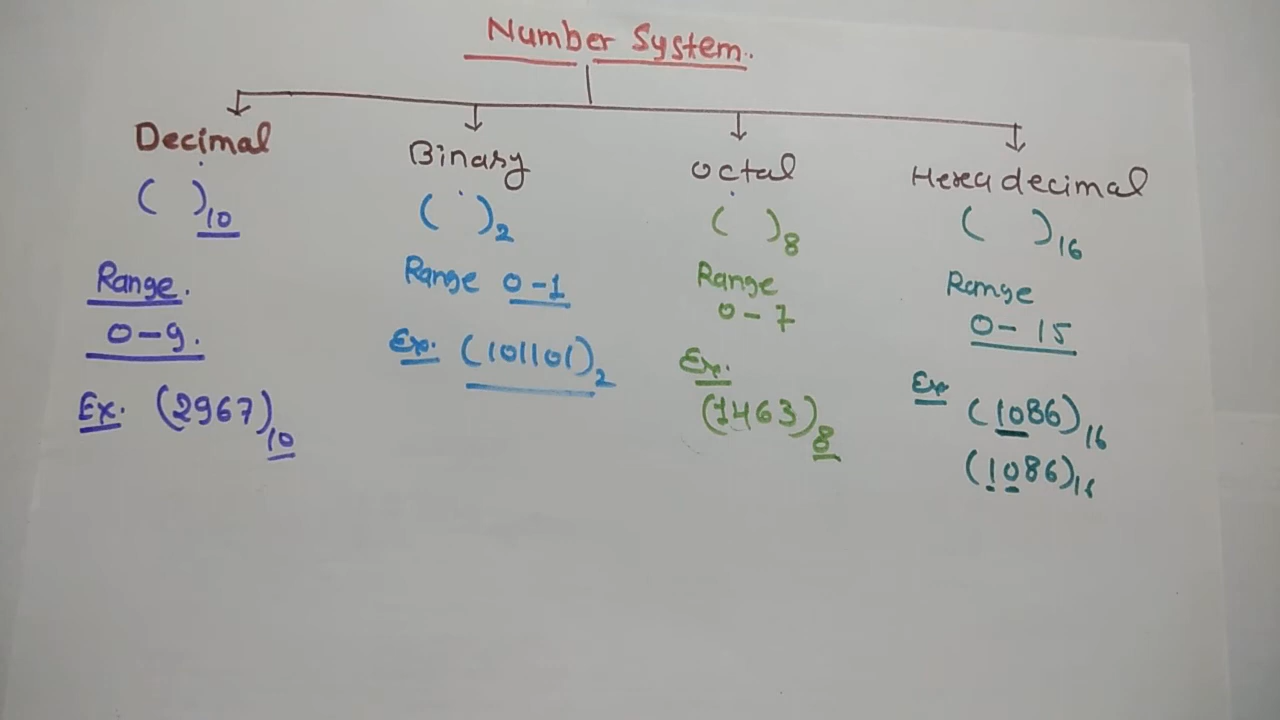 Number System.
Decimal
( )10
Range.
0-9.
Ex. (2967)10
Binary
( )2
Range 0-1
Ex. (101101)2
Octal
( )8
Range
0-7
Ex.
(1463)8
Hexadecimal
( )16
Range
0-15
Ex (1086)16
(1086)16